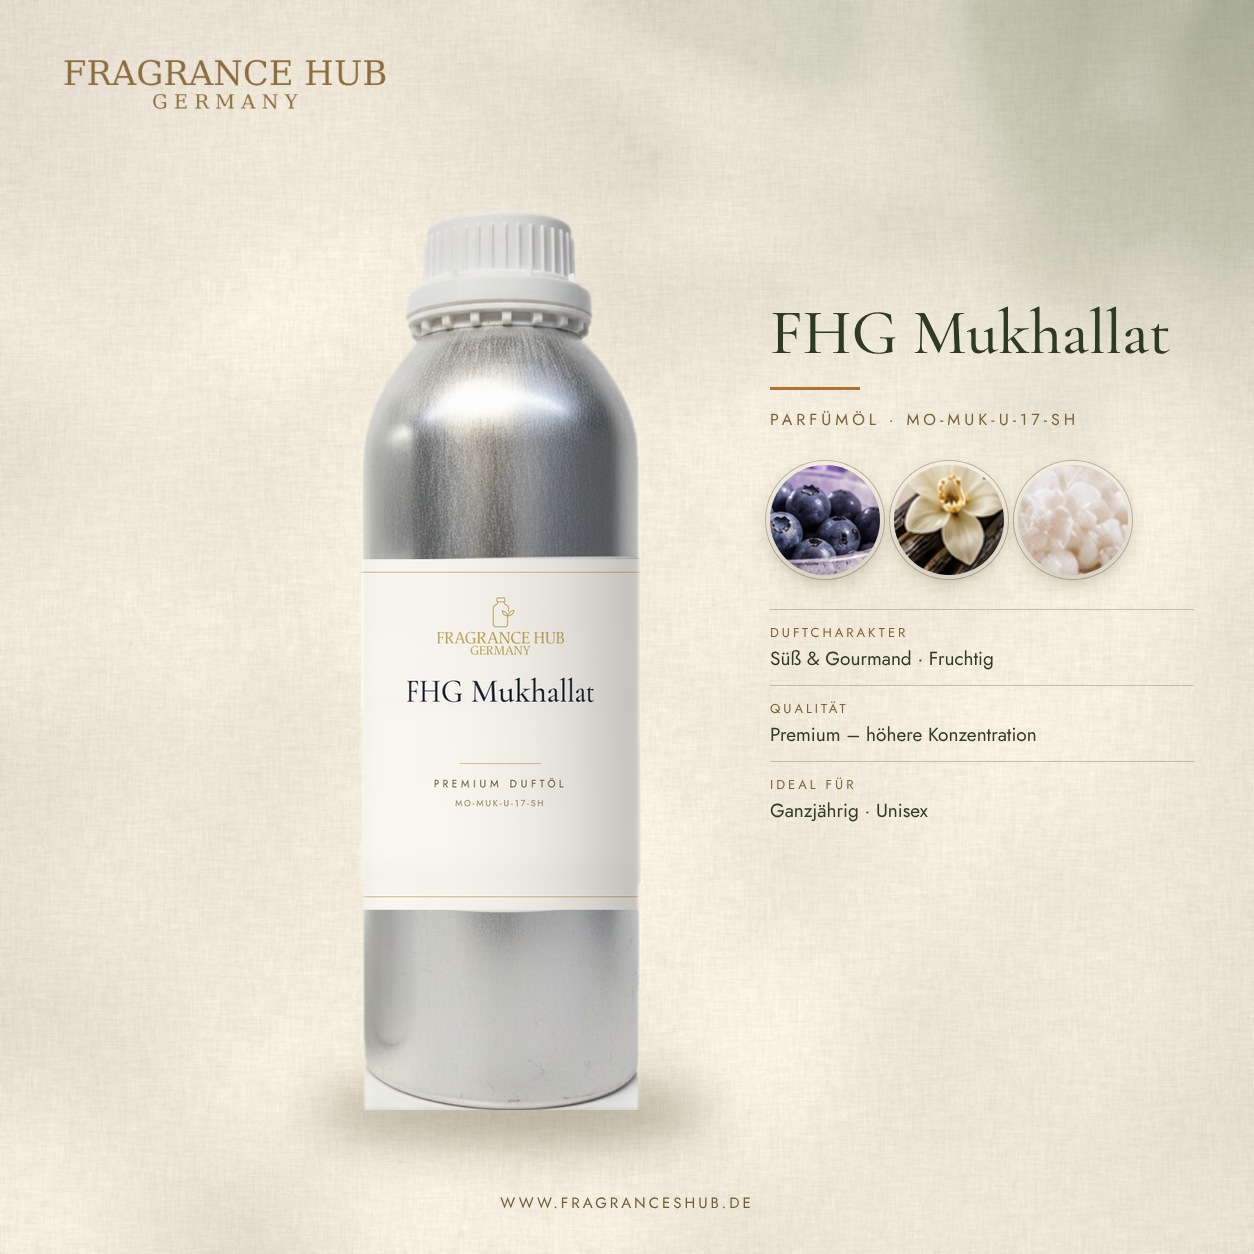 FRAGRANCE HUB
GERMANY
FHG Mukhallat
PARFÜMÖL · MO-MUK-U-17-SH
DUFTCHARAKTER
Süß & Gourmand · Fruchtig
QUALITÄT
Premium – höhere Konzentration
IDEAL FÜR
Ganzjährig · Unisex
FRAGRANCE HUB
GERMANY
FHG Mukhallat
PREMIUM DUFTÖL
MO-MUK-U-17-SH
WWW.FRAGRANCESHUB.DE